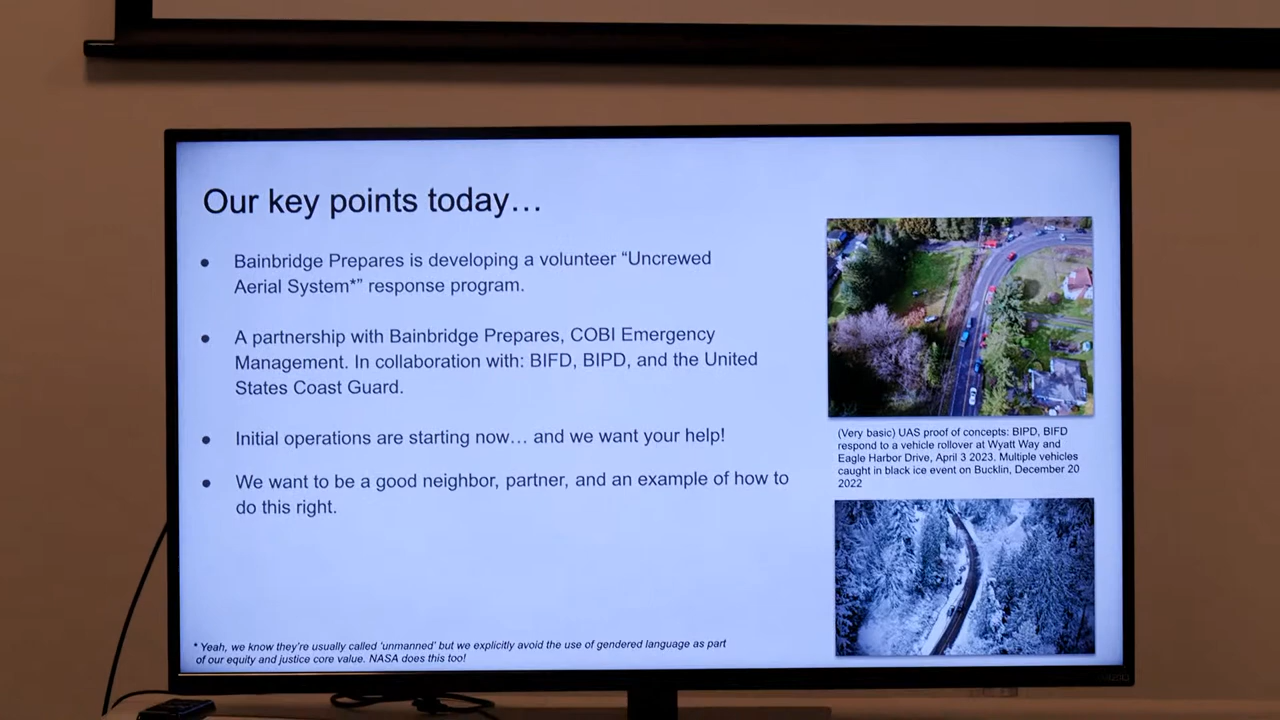 Our key points today…
● Bainbridge Prepares is developing a volunteer “Uncrewed
Aerial System*” response program.
● A partnership with Bainbridge Prepares, COBI Emergency
Management. In collaboration with: BIFD, BIPD, and the United
States Coast Guard.
● Initial operations are starting now… and we want your help!
● We want to be a good neighbor, partner, and an example of how to
do this right.
(Very basic) UAS proof of concepts: BIPD, BIFD
respond to a vehicle rollover at Wyatt Way and
Eagle Harbor Drive, April 3 2023. Multiple vehicles
caught in black ice event on Bucklin, December 20
2022
* Yeah, we know they're usually called 'unmanned' but we explicitly avoid the use of gendered language as part
of our equity and justice core value. NASA does this too!